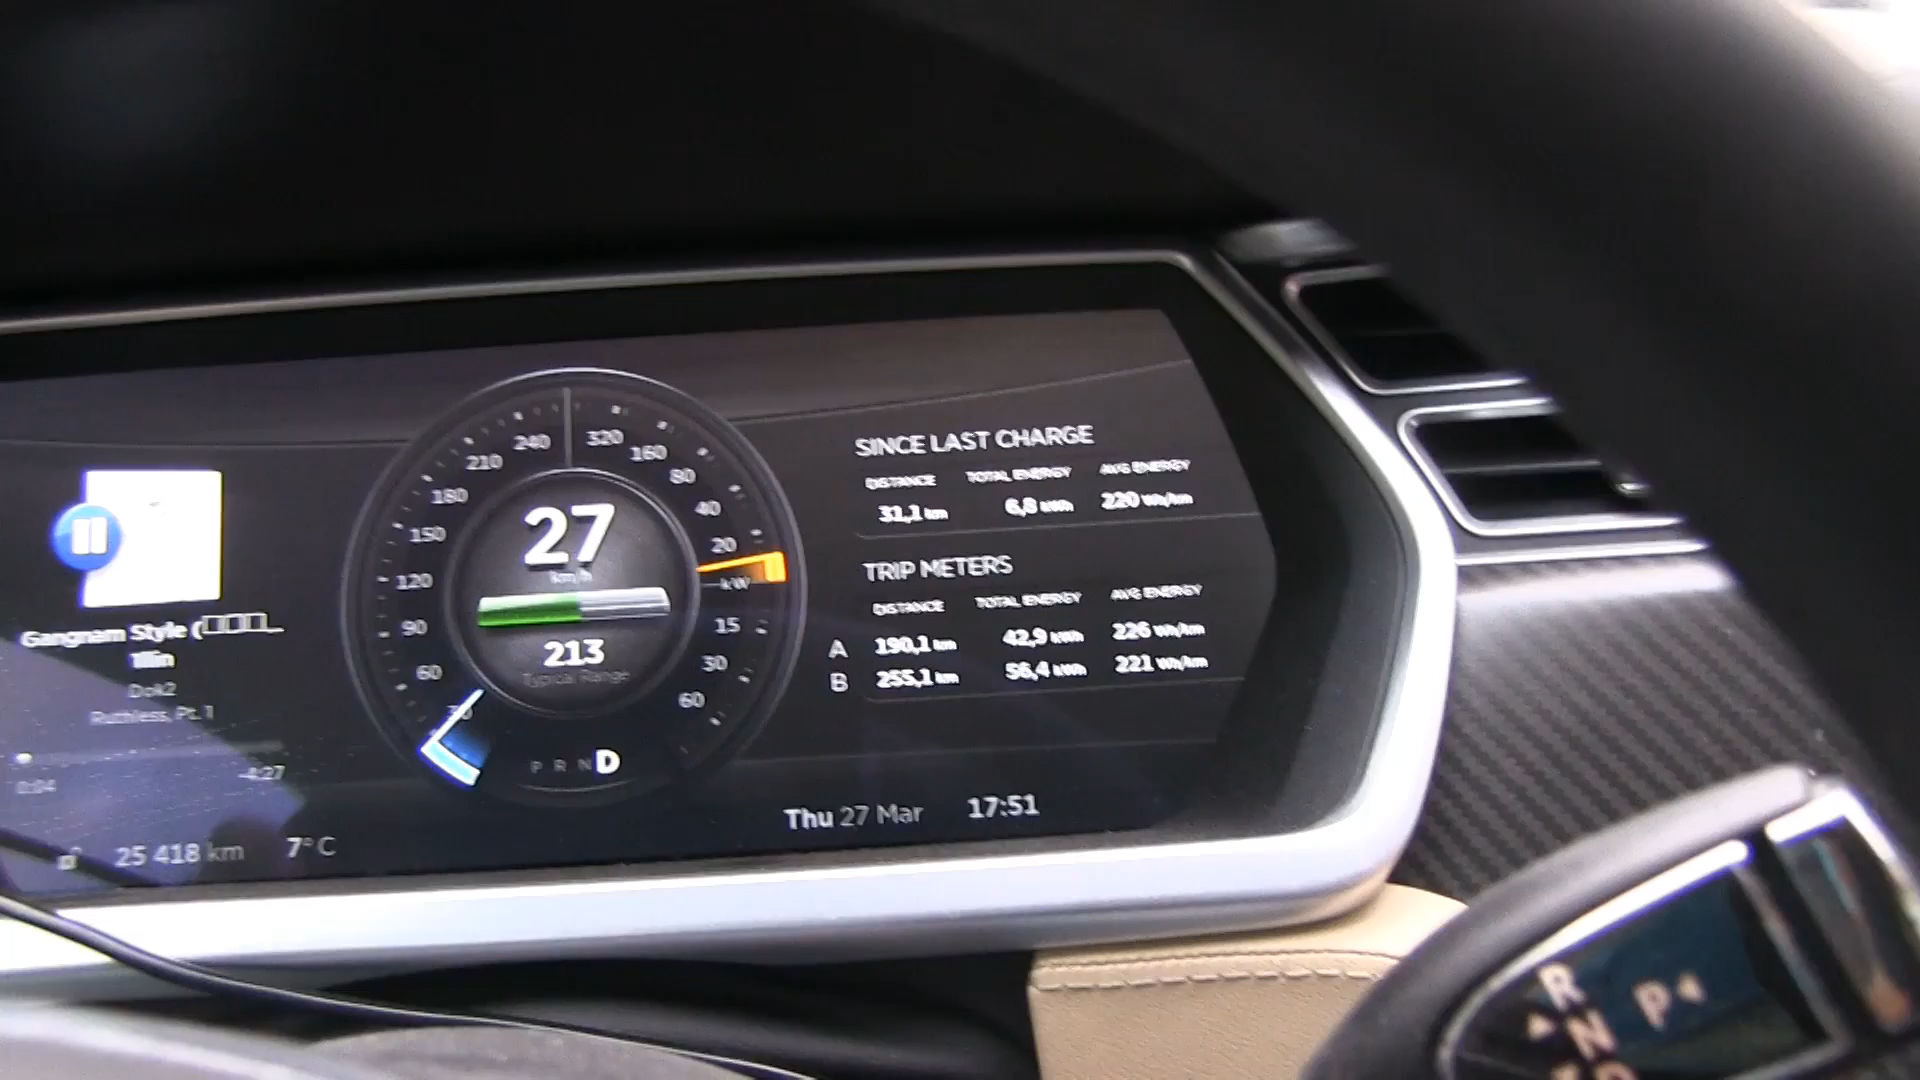 240
320
210
160
180
80
150
40
120
20
90
kW
60
15
30
30
60
27
km/h
213
Typical Range
P R N D
Gangnam Style (
Illin
Dok2
Ruthless, Pt. 1
0:04
-4:27
25 418 km
7° C
SINCE LAST CHARGE
DISTANCE TOTAL ENERGY AVG ENERGY
31,1 km 6,8 kWh 220 Wh/km
TRIP METERS
DISTANCE TOTAL ENERGY AVG ENERGY
A 190,1 km 42,9 kWh 226 Wh/km
B 255,1 km 56,4 kWh 221 Wh/km
Thu 27 Mar 17:51
R
N
P